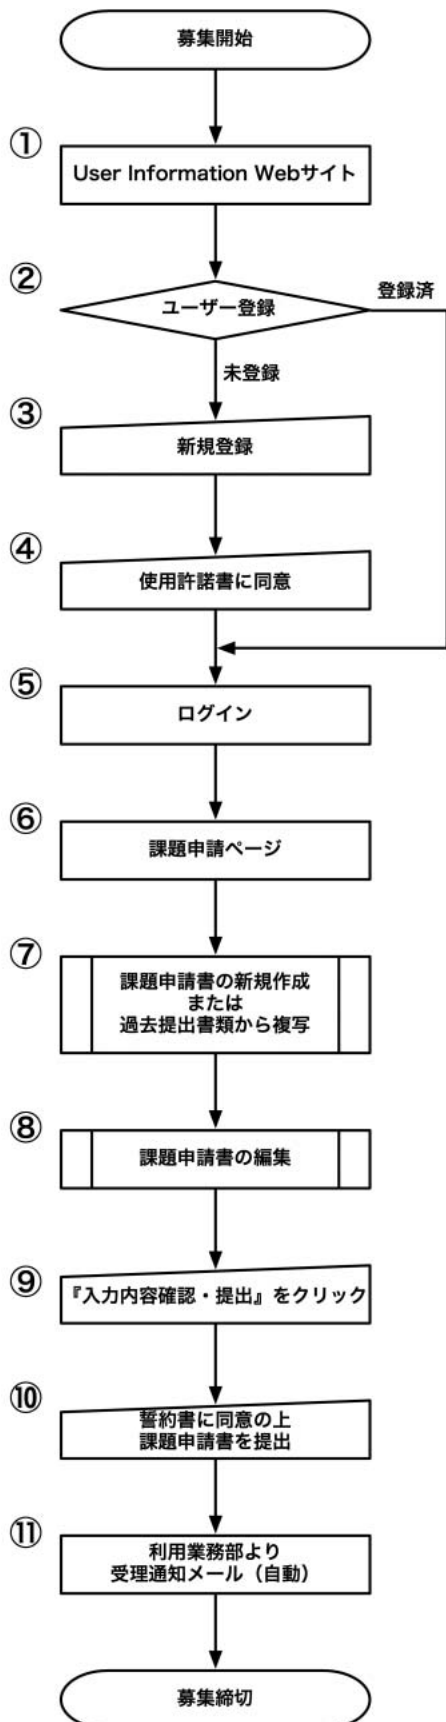 募集開始
①
User Information Webサイト
②
ユーザー登録
登録済
未登録
③
新規登録
④
使用許諾書に同意
⑤
ログイン
⑥
課題申請ページ
⑦
課題申請書の新規作成
または
過去提出書類から複写
⑧
課題申請書の編集
⑨
『入力内容確認・提出』をクリック
⑩
誓約書に同意の上
課題申請書を提出
⑪
利用業務部より
受理通知メール（自動）
募集締切